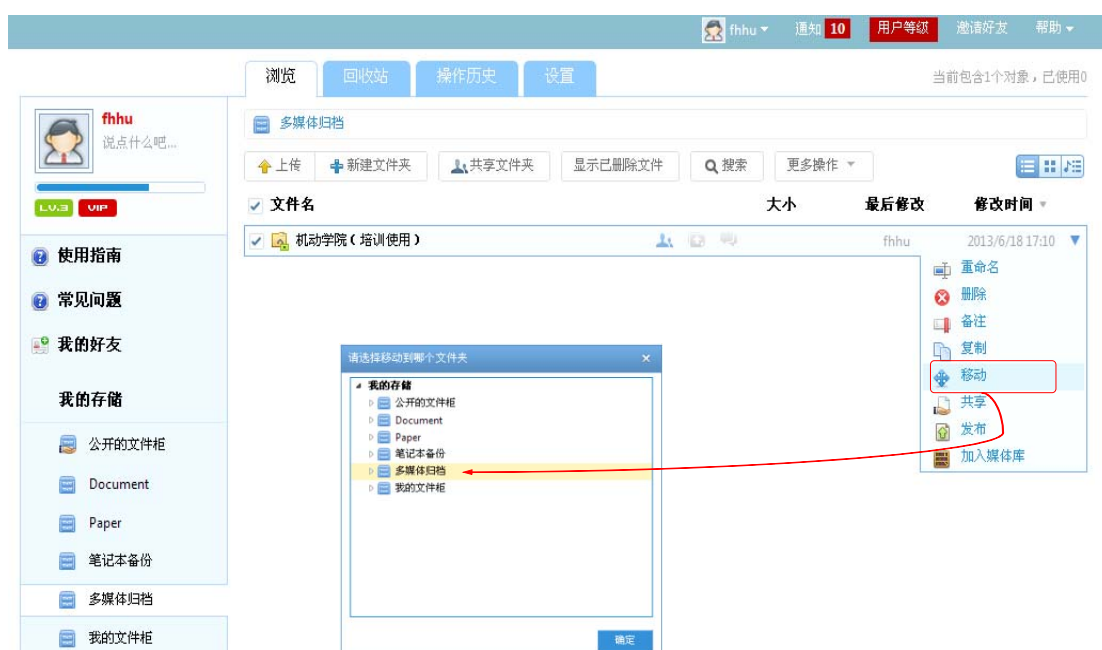 fhhu 通知 10 用户等级 邀请好友 帮助
浏览 回收站 操作历史 设置 当前包含1个对象，已使用0
fhhu
说点什么吧...
LV.3 VIP
多媒体归档
上传 新建文件夹 共享文件夹 显示已删除文件 搜索 更多操作
文件名 大小 最后修改 修改时间
机动学院(培训使用) fhhu 2013/6/18 17:10
重命名
删除
备注
复制
移动
共享
发布
加入媒体库
使用指南
常见问题
我的好友
我的存储
公开的文件柜
Document
Paper
笔记本备份
多媒体归档
我的文件柜
请选择移动到哪个文件夹
我的存储
公开的文件柜
Document
Paper
笔记本备份
多媒体归档
我的文件柜
确定